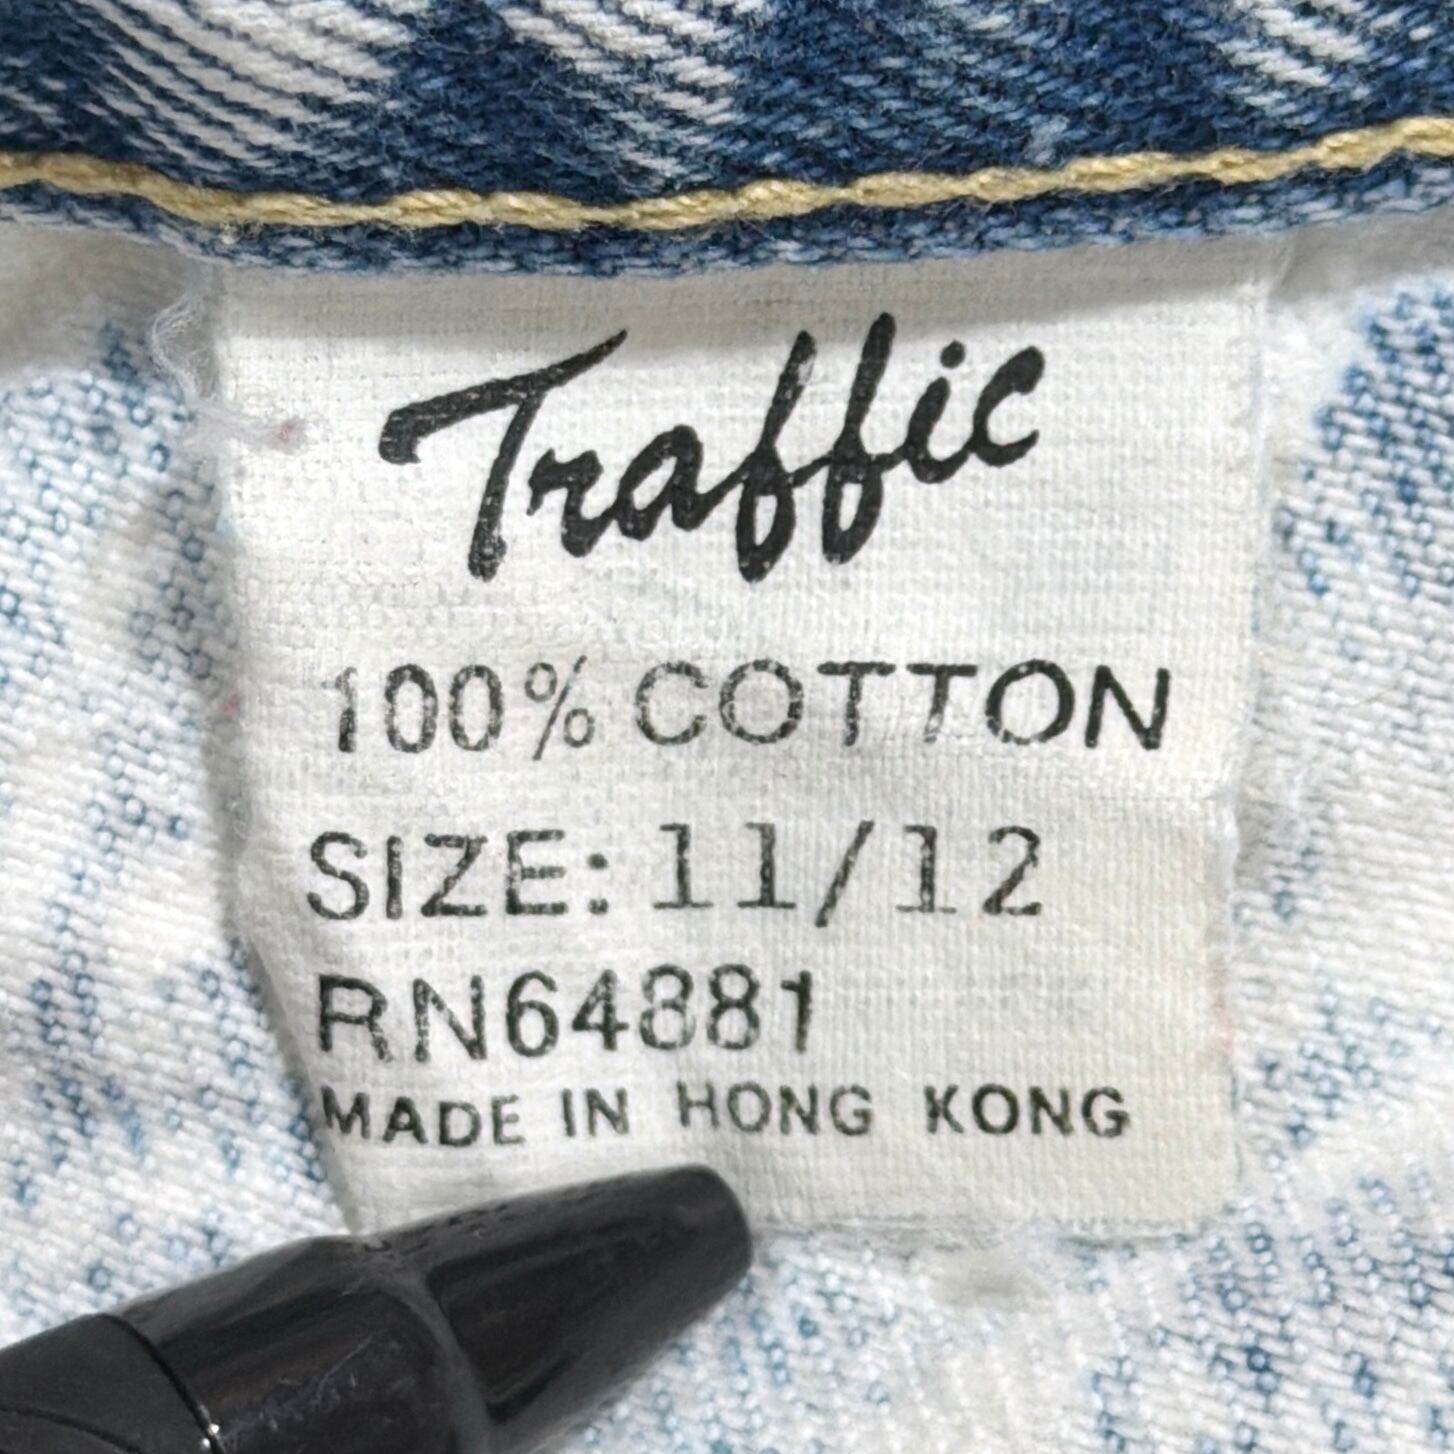 Traffic
100% COTTON
SIZE: 11/12
RN64881
MADE IN HONG KONG